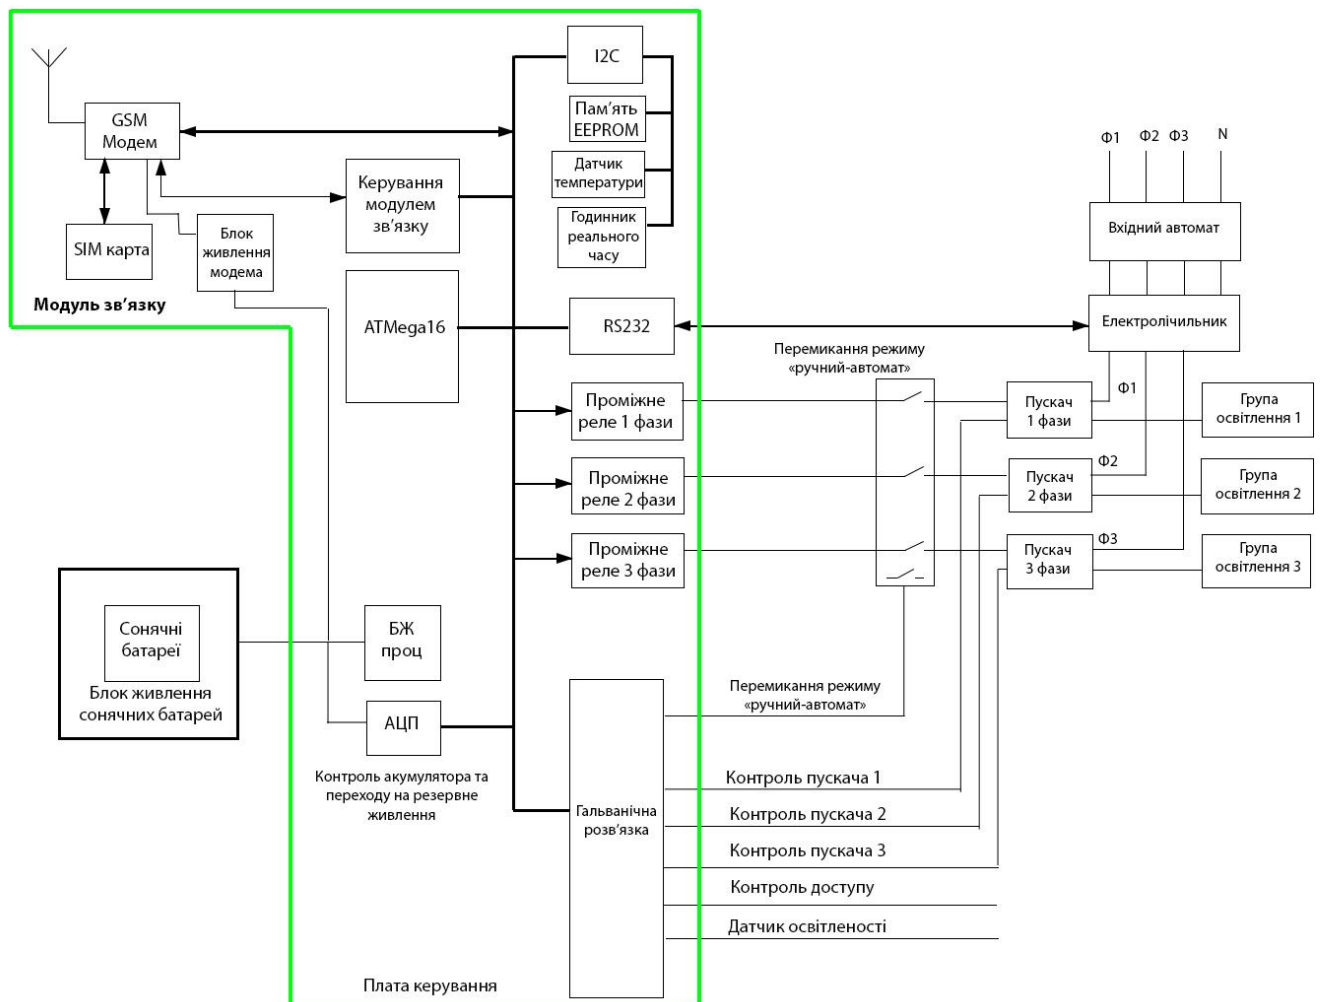 I2C
GSM
Модем
Пам'ять
EEPROM
Датчик
температури
Годинник
реального
часу
Керування
модулем
зв'язку
SIM карта
Блок
живлення
модема
Модуль зв'язку
ATMega16
RS232
Ф1
Ф2
Ф3
N
Вхідний автомат
Електролічильник
Перемикання режиму
«ручний-автомат»
Проміжне
реле 1 фази
Ф1
Пускач
1 фази
Група
освітлення 1
Проміжне
реле 2 фази
Ф2
Пускач
2 фази
Група
освітлення 2
Проміжне
реле 3 фази
Ф3
Пускач
3 фази
Група
освітлення 3
Сонячні
батареї
Блок живлення
сонячних батарей
БЖ
проц
АЦП
Контроль акумулятора та
переходу на резервне
живлення
Перемикання режиму
«ручний-автомат»
Гальванічна
розв'язка
Контроль пускача 1
Контроль пускача 2
Контроль пускача 3
Контроль доступу
Датчик освітленості
Плата керування